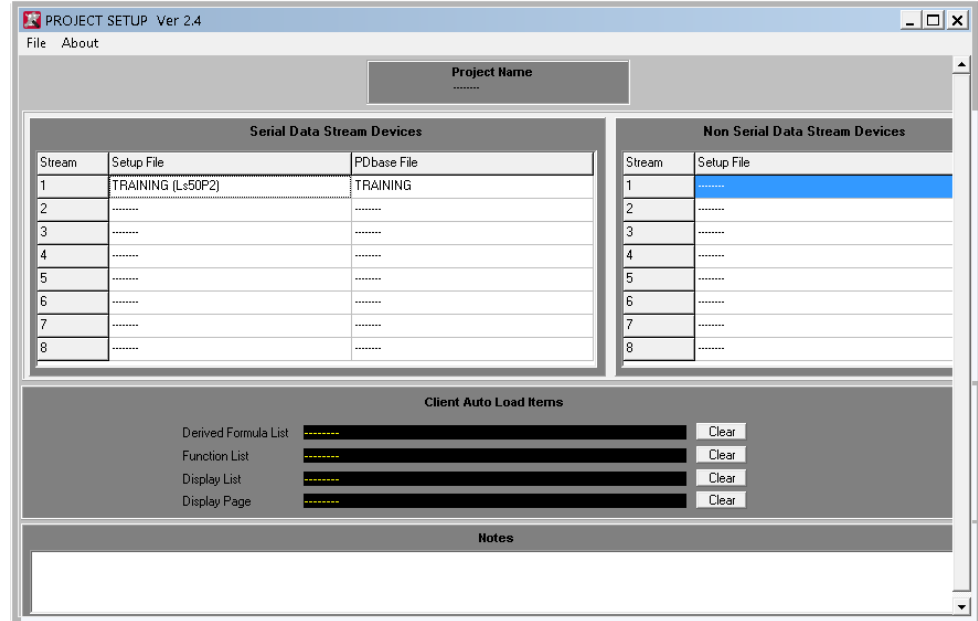 PROJECT SETUP Ver 2.4
File About
Project Name
--------
Serial Data Stream Devices
Stream Setup File PDbase File
1 TRAINING (Ls50P2) TRAINING
2 -------- --------
3 -------- --------
4 -------- --------
5 -------- --------
6 -------- --------
7 -------- --------
8 -------- --------
Non Serial Data Stream Devices
Stream Setup File
1 --------
2 --------
3 --------
4 --------
5 --------
6 --------
7 --------
8 --------
Client Auto Load Items
Derived Formula List -------- Clear
Function List -------- Clear
Display List -------- Clear
Display Page -------- Clear
Notes